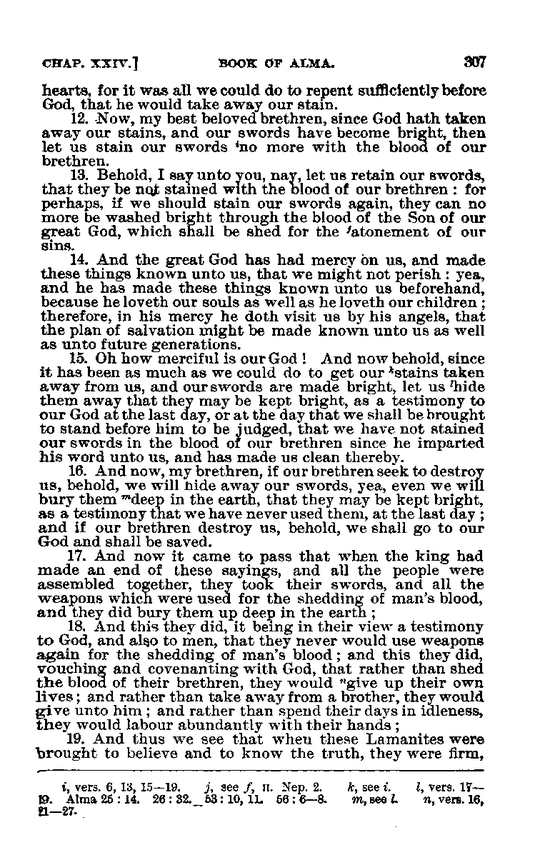 CHAP. XXIV.] BOOK OF ALMA. 307
hearts, for it was all we could do to repent sufficiently before
God, that he would take away our stain.
12. Now, my best beloved brethren, since God hath taken
away our stains, and our swords have become bright, then
let us stain our swords ino more with the blood of our
brethren.
13. Behold, I say unto you, nay, let us retain our swords,
that they be not stained with the blood of our brethren : for
perhaps, if we should stain our swords again, they can no
more be washed bright through the blood of the Son of our
great God, which shall be shed for the jatonement of our
sins.
14. And the great God has had mercy on us, and made
these things known unto us, that we might not perish : yea,
and he has made these things known unto us beforehand,
because he loveth our souls as well as he loveth our children ;
therefore, in his mercy he doth visit us by his angels, that
the plan of salvation might be made known unto us as well
as unto future generations.
15. Oh how merciful is our God ! And now behold, since
it has been as much as we could do to get our kstains taken
away from us, and our swords are made bright, let us lhide
them away that they may be kept bright, as a testimony to
our God at the last day, or at the day that we shall be brought
to stand before him to be judged, that we have not stained
our swords in the blood of our brethren since he imparted
his word unto us, and has made us clean thereby.
16. And now, my brethren, if our brethren seek to destroy
us, behold, we will hide away our swords, yea, even we will
bury them mdeep in the earth, that they may be kept bright,
as a testimony that we have never used them, at the last day ;
and if our brethren destroy us, behold, we shall go to our
God and shall be saved.
17. And now it came to pass that when the king had
made an end of these sayings, and all the people were
assembled together, they took their swords, and all the
weapons which were used for the shedding of man's blood,
and they did bury them up deep in the earth ;
18. And this they did, it being in their view a testimony
to God, and also to men, that they never would use weapons
again for the shedding of man's blood ; and this they did,
vouching and covenanting with God, that rather than shed
the blood of their brethren, they would ngive up their own
lives ; and rather than take away from a brother, they would
give unto him ; and rather than spend their days in idleness,
they would labour abundantly with their hands ;
19. And thus we see that when these Lamanites were
brought to believe and to know the truth, they were firm,
i, vers. 6, 13, 15—19. j, see f, II. Nep. 2. k, see i. l, vers. 17—
19. Alma 25 : 14. 26 : 32. 53 : 10, 11. 56 : 6—8. m, see l. n, vers. 16,
21—27.